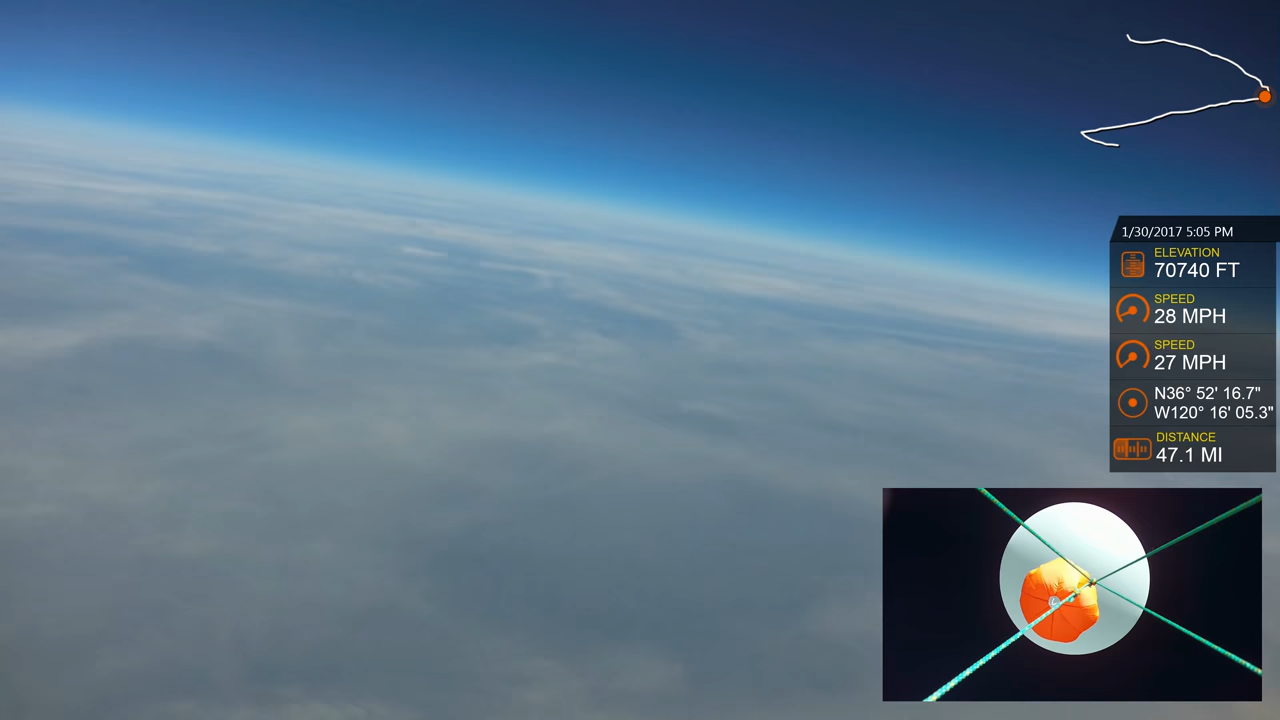 1/30/2017 5:05 PM
ELEVATION
70740 FT
SPEED
28 MPH
SPEED
27 MPH
N36° 52' 16.7"
W120° 16' 05.3"
DISTANCE
47.1 MI